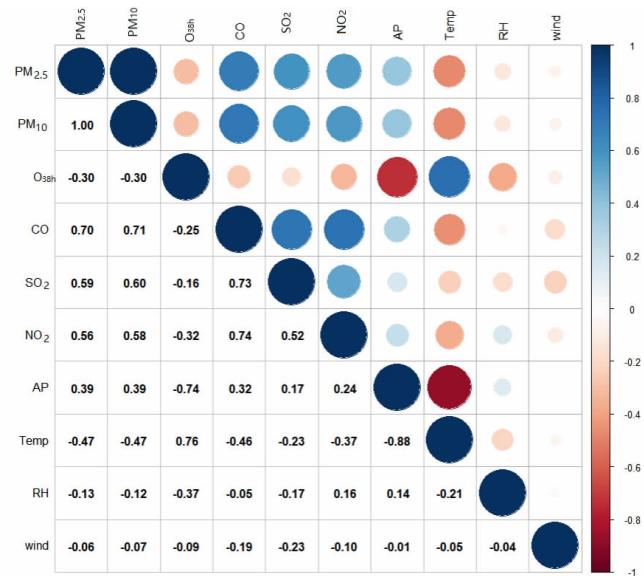 PM2.5 PM10 O38h CO SO2 NO2 AP Temp RH wind
PM2.5 1
PM10 1.00 0.8
O38h -0.30 -0.30 0.6
CO 0.70 0.71 -0.25 0.4
SO2 0.59 0.60 -0.16 0.73 0.2
NO2 0.56 0.58 -0.32 0.74 0.52 0
-0.2
AP 0.39 0.39 -0.74 0.32 0.17 0.24
-0.4
Temp -0.47 -0.47 0.76 -0.46 -0.23 -0.37 -0.88
-0.6
RH -0.13 -0.12 -0.37 -0.05 -0.17 0.16 0.14 -0.21
-0.8
wind -0.06 -0.07 -0.09 -0.19 -0.23 -0.10 -0.01 -0.05 -0.04
-1